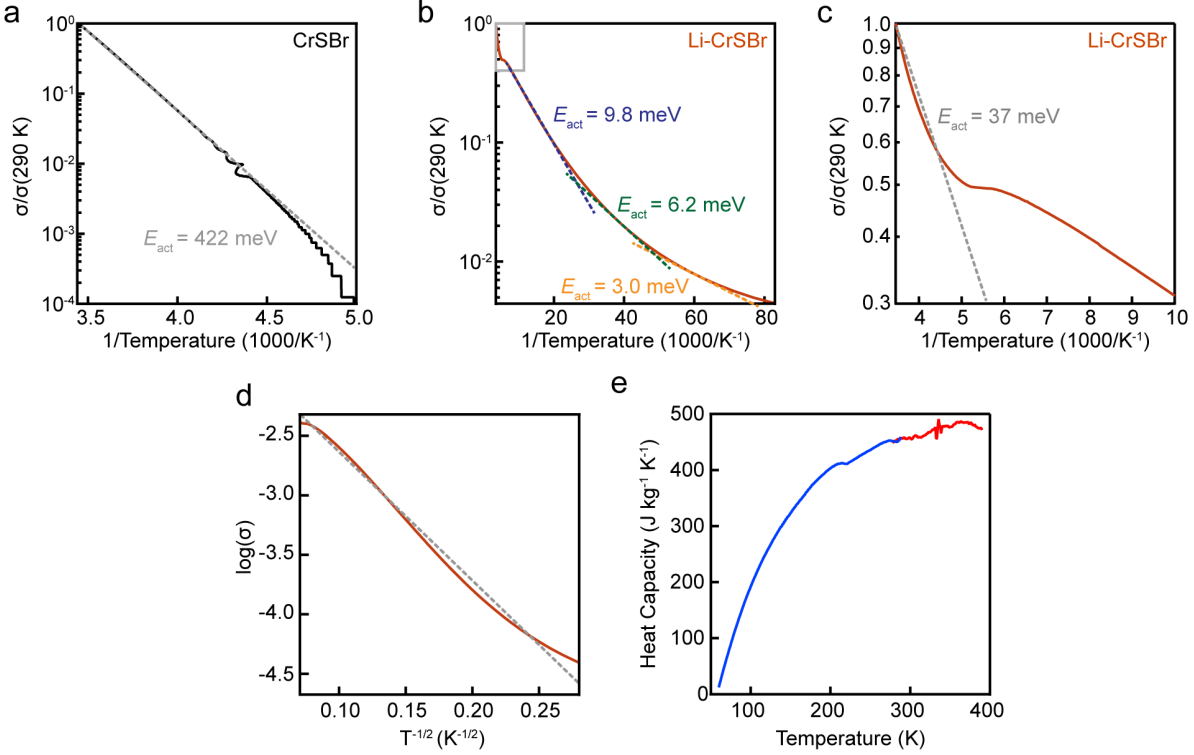 a
CrSBr
E_act = 422 meV
σ/σ(290 K)
10⁰
10⁻¹
10⁻²
10⁻³
10⁻⁴
3.5 4.0 4.5 5.0
1/Temperature (1000/K⁻¹)
b
Li-CrSBr
E_act = 9.8 meV
E_act = 6.2 meV
E_act = 3.0 meV
σ/σ(290 K)
10⁰
10⁻¹
10⁻²
20 40 60 80
1/Temperature (1000/K⁻¹)
c
Li-CrSBr
E_act = 37 meV
σ/σ(290 K)
1.0
0.9
0.8
0.7
0.6
0.5
0.4
0.3
4 5 6 7 8 9 10
1/Temperature (1000/K⁻¹)
d
log(σ)
-2.5
-3.0
-3.5
-4.0
-4.5
0.10 0.15 0.20 0.25
T⁻¹/² (K⁻¹/²)
e
Heat Capacity (J kg⁻¹ K⁻¹)
500
400
300
200
100
0
100 200 300 400
Temperature (K)